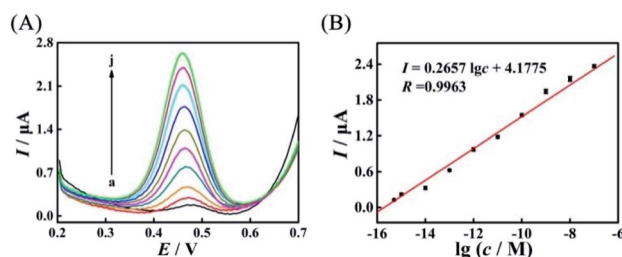 (A)
I / μA
2.8
2.1
1.4
0.7
0.0
j
a
0.2 0.3 0.4 0.5 0.6 0.7
E / V
(B)
I / μA
2.4
1.8
1.2
0.6
0.0
I = 0.2657 lgc + 4.1775
R =0.9963
-16 -14 -12 -10 -8 -6
lg (c / M)